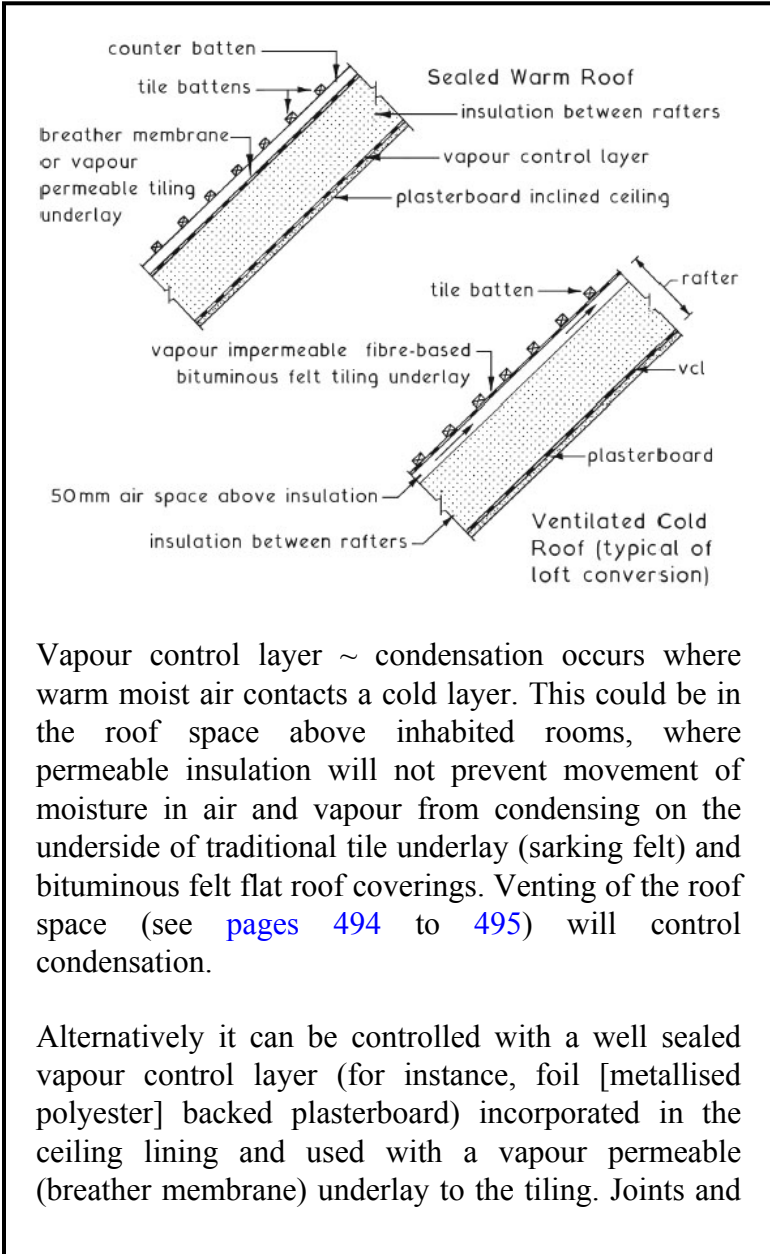 counter batten
tile battens
Sealed Warm Roof
insulation between rafters
breather membrane
or vapour
permeable tiling
underlay
vapour control layer
plasterboard inclined ceiling
tile batten
rafter
vapour impermeable fibre-based
bituminous felt tiling underlay
vcl
plasterboard
50mm air space above insulation
insulation between rafters
Ventilated Cold
Roof (typical of
loft conversion)
Vapour control layer ~ condensation occurs where
warm moist air contacts a cold layer. This could be in
the roof space above inhabited rooms, where
permeable insulation will not prevent movement of
moisture in air and vapour from condensing on the
underside of traditional tile underlay (sarking felt) and
bituminous felt flat roof coverings. Venting of the roof
space (see pages 494 to 495) will control
condensation.
Alternatively it can be controlled with a well sealed
vapour control layer (for instance, foil [metallised
polyester] backed plasterboard) incorporated in the
ceiling lining and used with a vapour permeable
(breather membrane) underlay to the tiling. Joints and